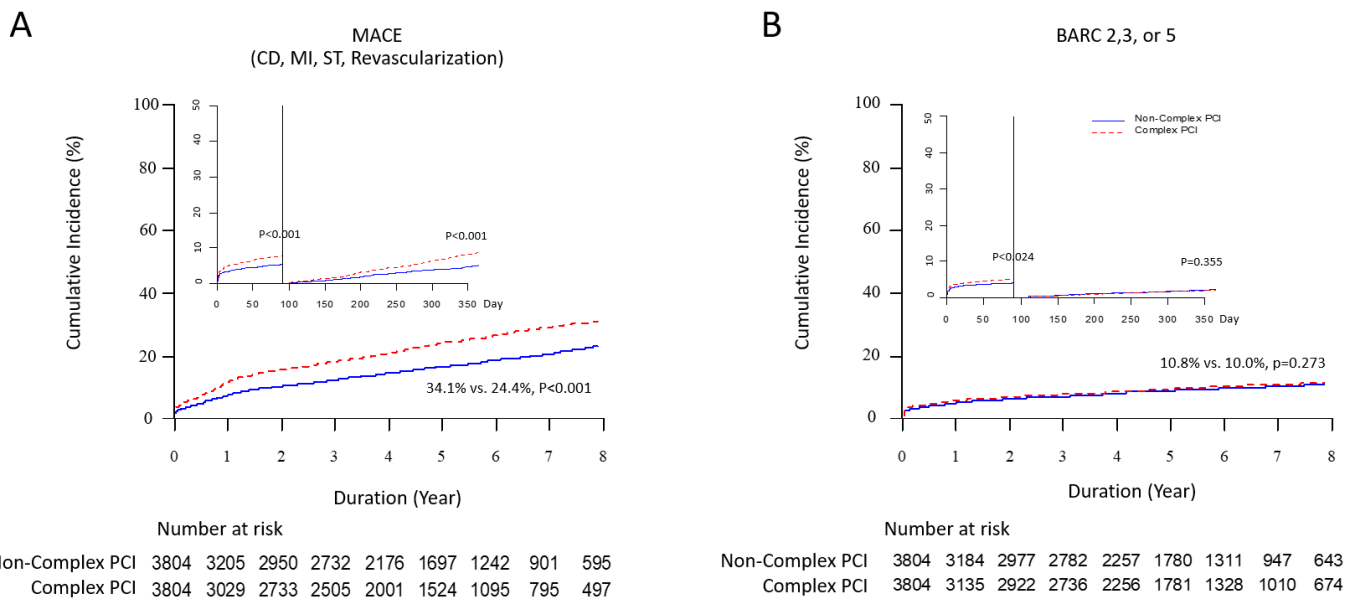 A
MACE
(CD, MI, ST, Revascularization)
Cumulative Incidence (%)
100
80
60
40
20
0
50
40
30
20
10
0
P<0.001
P<0.001
0 50 100 150 200 250 300 350 Day
34.1% vs. 24.4%, P<0.001
0 1 2 3 4 5 6 7 8
Duration (Year)
Number at risk
Non-Complex PCI 3804 3205 2950 2732 2176 1697 1242 901 595
Complex PCI 3804 3029 2733 2505 2001 1524 1095 795 497
B
BARC 2,3, or 5
Cumulative Incidence (%)
100
80
60
40
20
0
50
40
30
20
10
0
Non-Complex PCI
Complex PCI
P<0.024
P=0.355
0 50 100 150 200 250 300 350 Day
10.8% vs. 10.0%, p=0.273
0 1 2 3 4 5 6 7 8
Duration (Year)
Number at risk
Non-Complex PCI 3804 3184 2977 2782 2257 1780 1311 947 643
Complex PCI 3804 3135 2922 2736 2256 1781 1328 1010 674